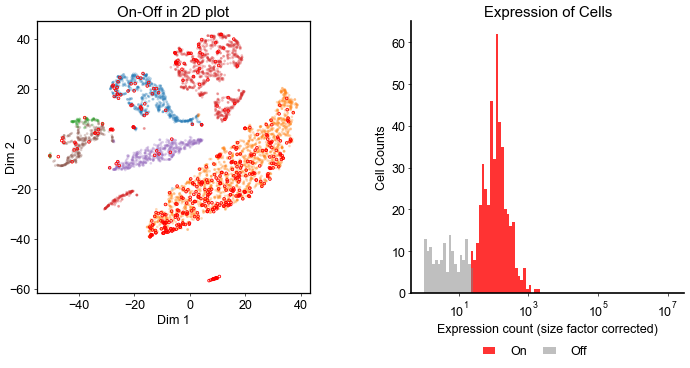 On-Off in 2D plot
40
20
0
−20
−40
−60
Dim 2
−40 −20 0 20 40
Dim 1
Expression of Cells
60
50
40
30
20
10
0
Cell Counts
10^1 10^3 10^5 10^7
Expression count (size factor corrected)
On Off